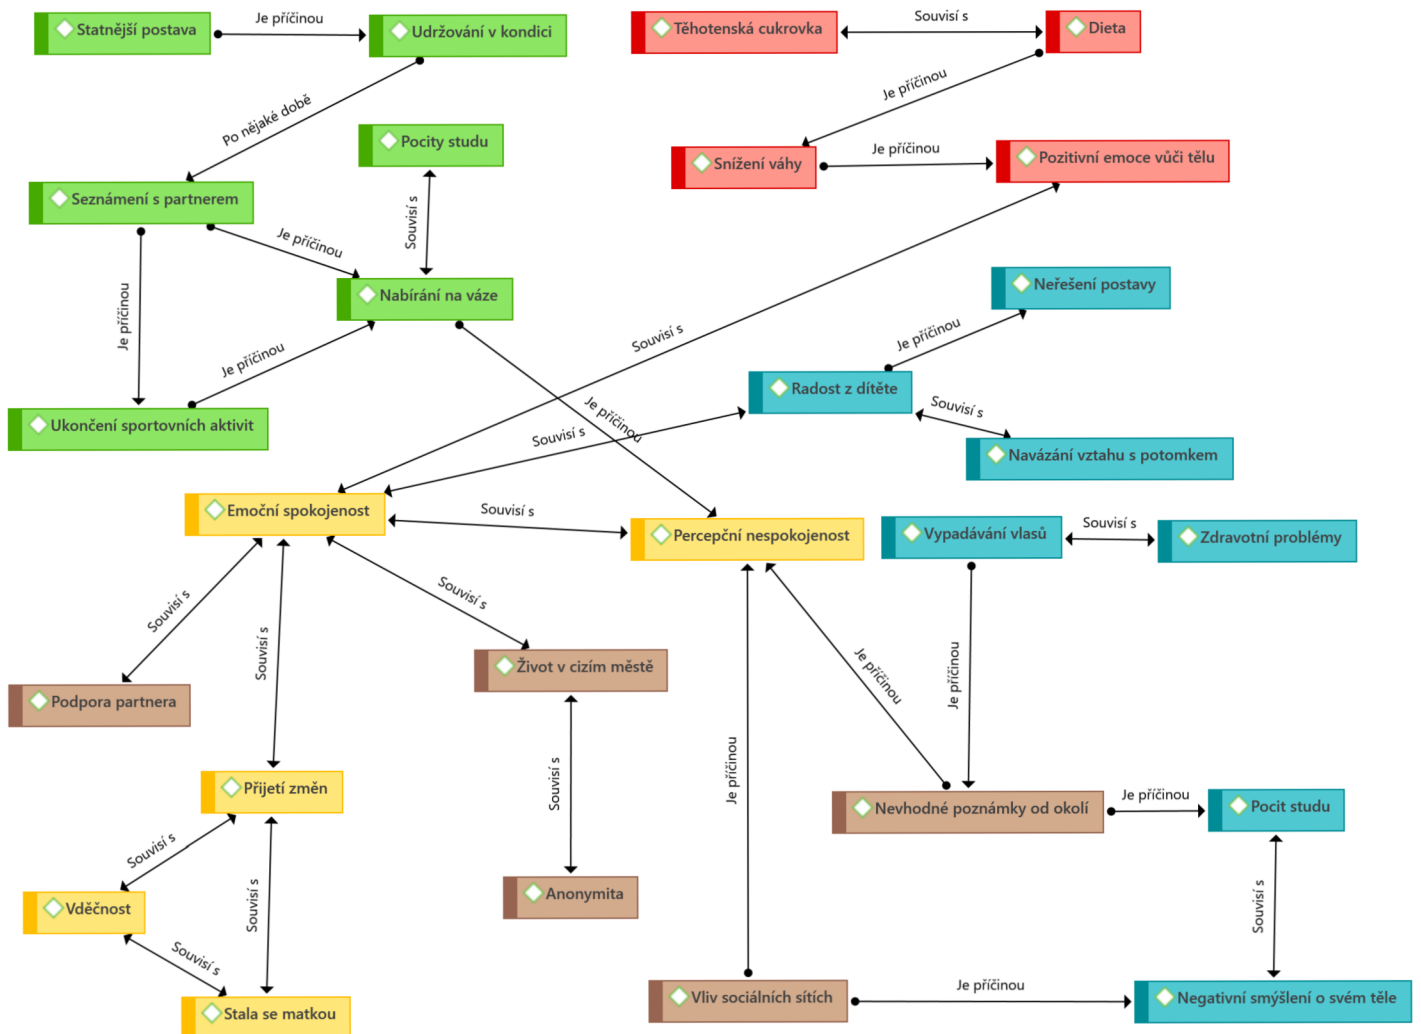 Statnější postava
Je příčinou
Udržování v kondici
Těhotenská cukrovka
Souvisí s
Dieta
Po nějaké době
Je příčinou
Pocity studu
Snížení váhy
Je příčinou
Pozitivní emoce vůči tělu
Seznámení s partnerem
Je příčinou
Souvisí s
Je příčinou
Nabírání na váze
Neřešení postavy
Je příčinou
Souvisí s
Je příčinou
Radost z dítěte
Souvisí s
Ukončení sportovních aktivit
Je příčinou
Souvisí s
Navázání vztahu s potomkem
Emoční spokojenost
Souvisí s
Percepční nespokojenost
Vypadávání vlasů
Souvisí s
Zdravotní problémy
Souvisí s
Souvisí s
Souvisí s
Život v cizím městě
Je příčinou
Je příčinou
Podpora partnera
Je příčinou
Souvisí s
Přijetí změn
Nevhodné poznámky od okolí
Je příčinou
Pocit studu
Souvisí s
Souvisí s
Vděčnost
Anonymita
Souvisí s
Souvisí s
Stala se matkou
Vliv sociálních sítích
Je příčinou
Negativní smýšlení o svém těle